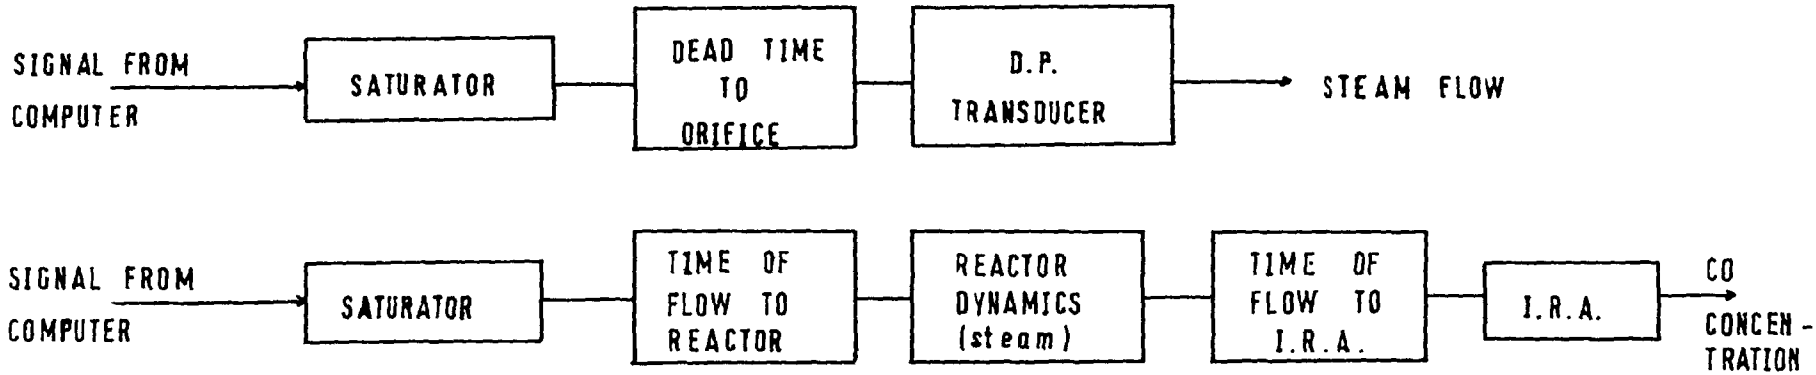 SIGNAL FROM
COMPUTER
SATURATOR
DEAD TIME
TO
ORIFICE
D.P.
TRANSDUCER
STEAM FLOW
SIGNAL FROM
COMPUTER
SATURATOR
TIME OF
FLOW TO
REACTOR
REACTOR
DYNAMICS
(steam)
TIME OF
FLOW TO
I.R.A.
I.R.A.
CO
CONCEN-
TRATION